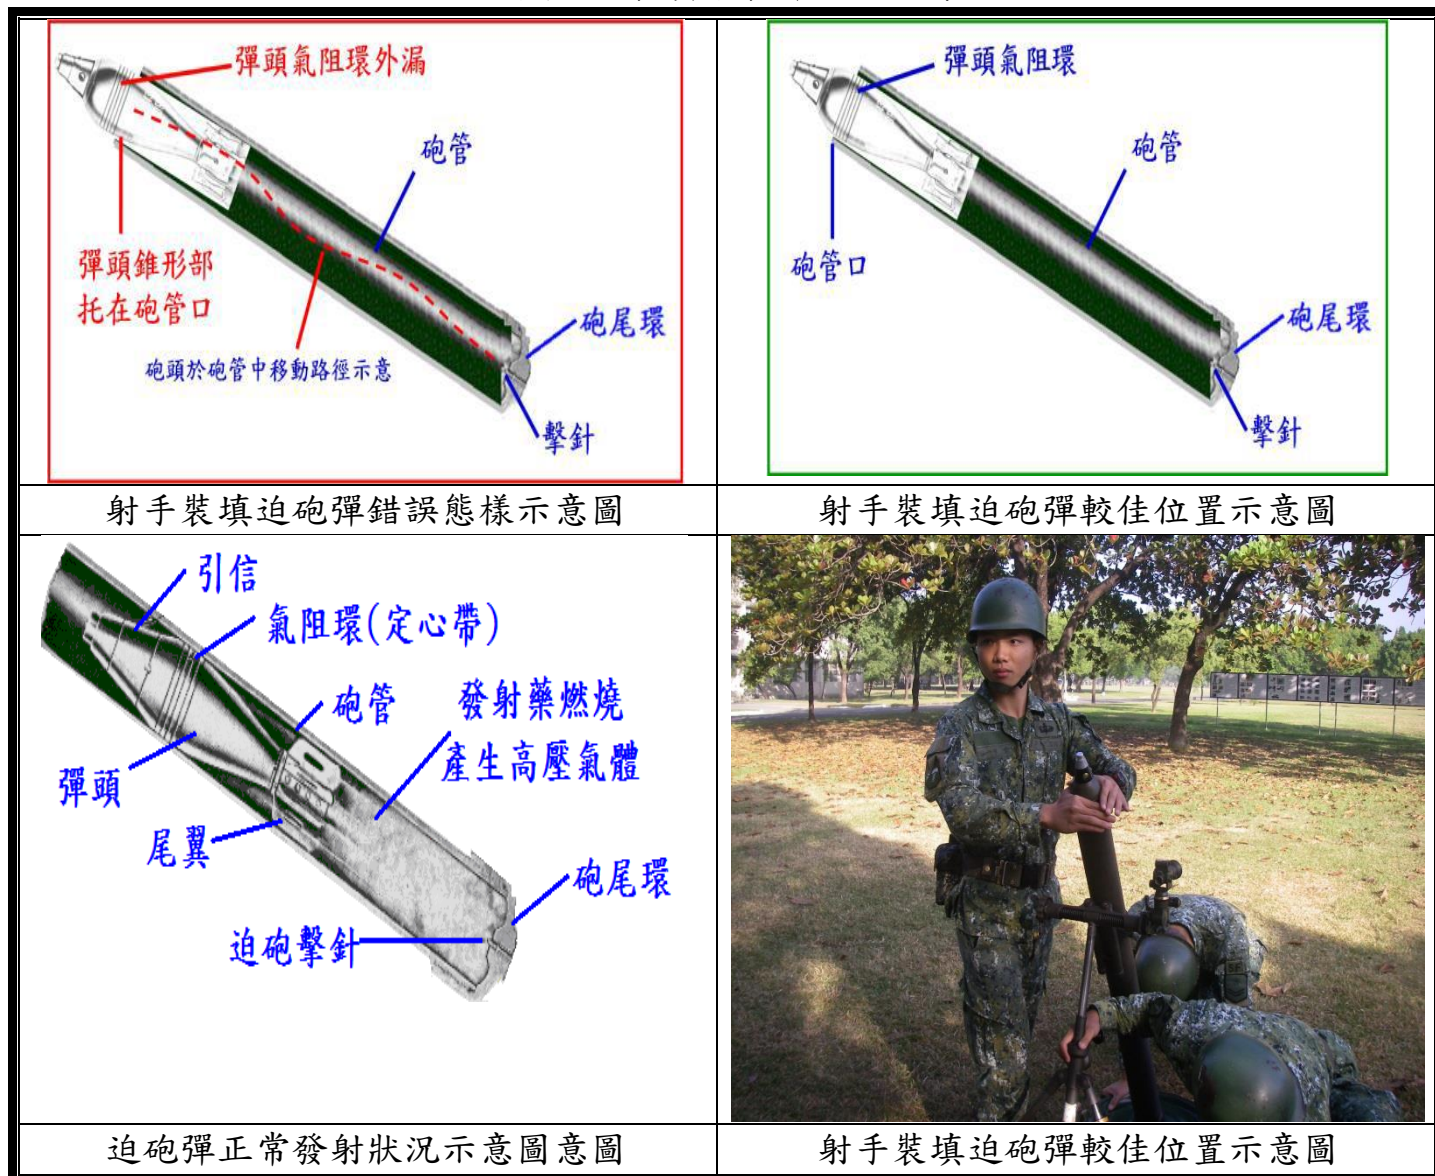 彈頭氣阻環外漏
砲管
彈頭錐形部
托在砲管口
砲頭於砲管中移動路徑示意
砲尾環
擊針
彈頭氣阻環
砲管
砲管口
砲尾環
擊針
射手裝填迫砲彈錯誤態樣示意圖
射手裝填迫砲彈較佳位置示意圖
引信
氣阻環(定心帶)
砲管
發射藥燃燒
產生高壓氣體
彈頭
尾翼
砲尾環
迫砲擊針
迫砲彈正常發射狀況示意圖意圖
射手裝填迫砲彈較佳位置示意圖